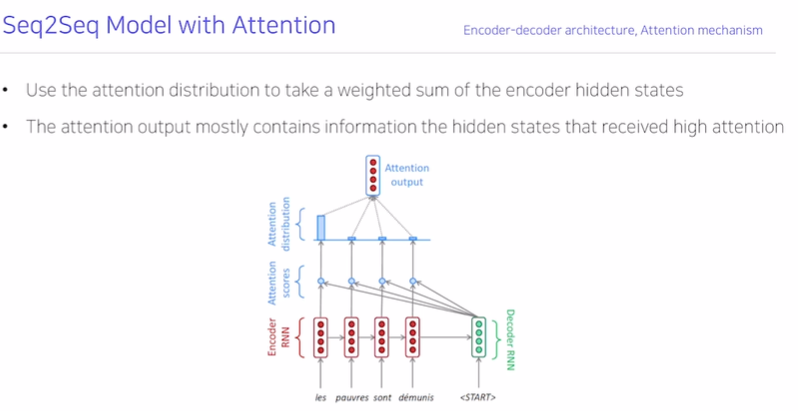 Seq2Seq Model with Attention
Encoder-decoder architecture, Attention mechanism
• Use the attention distribution to take a weighted sum of the encoder hidden states
• The attention output mostly contains information the hidden states that received high attention
Attention
output
Attention
distribution
Attention
scores
Encoder
RNN
Decoder RNN
les pauvres sont démunis <START>